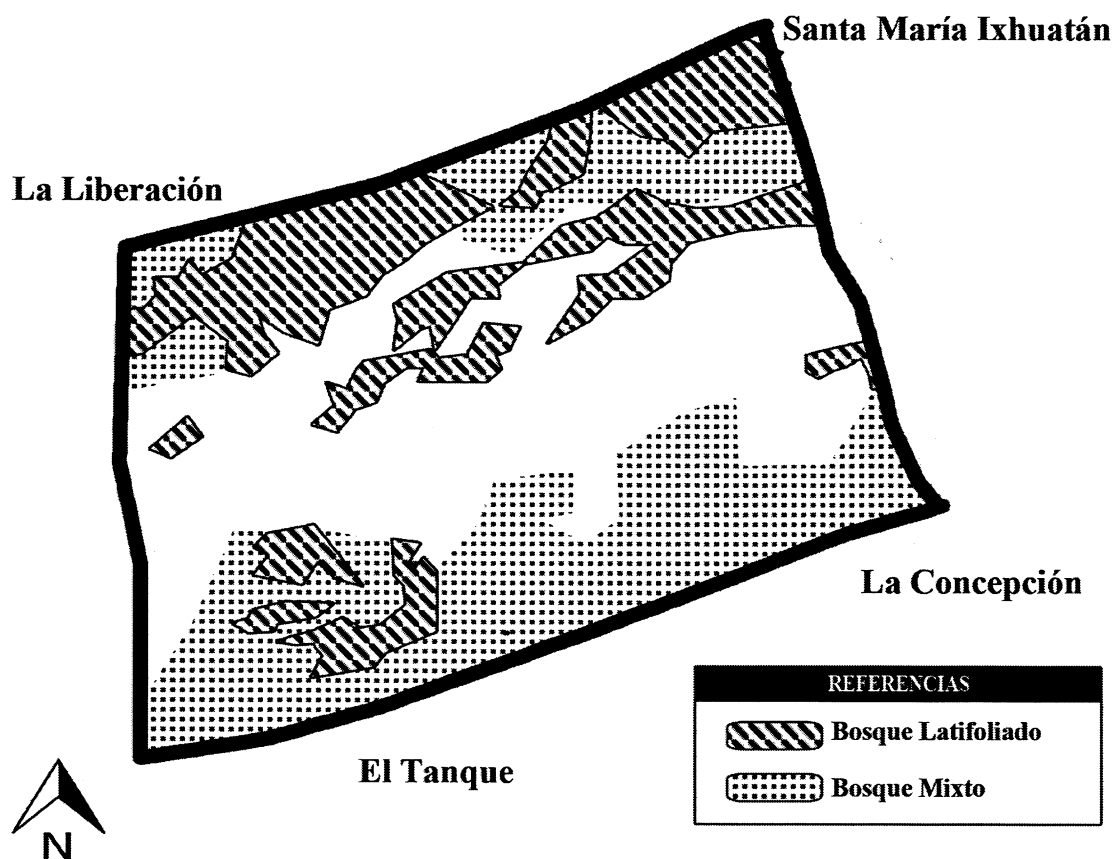 Santa María Ixhuatán
La Liberación
La Concepción
El Tanque
REFERENCIAS
Bosque Latifoliado
Bosque Mixto
N